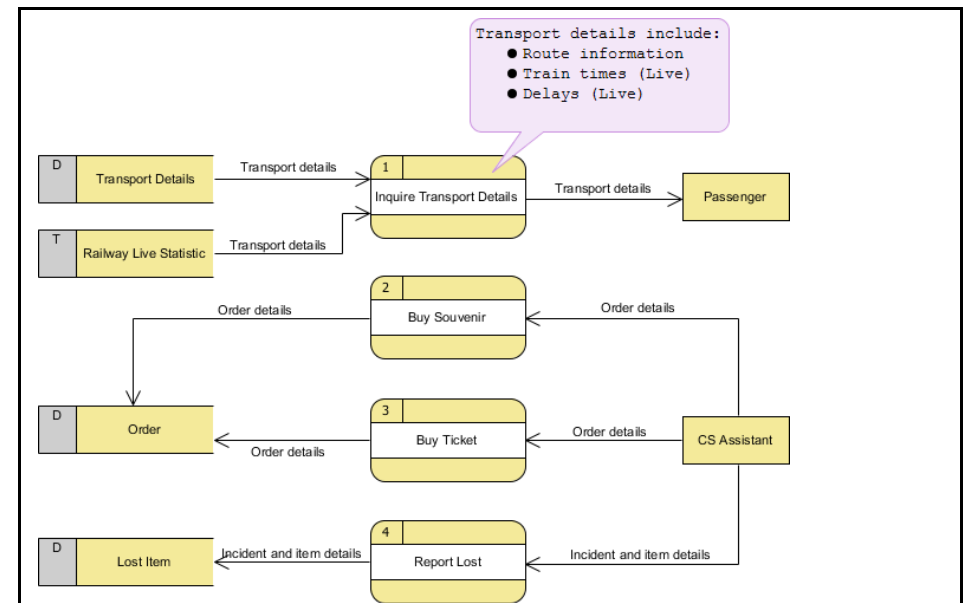 Transport details include:
● Route information
● Train times (Live)
● Delays (Live)
D
Transport Details
Transport details
1
Inquire Transport Details
Transport details
Passenger
T
Railway Live Statistic
Transport details
2
Buy Souvenir
Order details
Order details
D
Order
Order details
3
Buy Ticket
Order details
CS Assistant
D
Lost Item
Incident and item details
4
Report Lost
Incident and item details